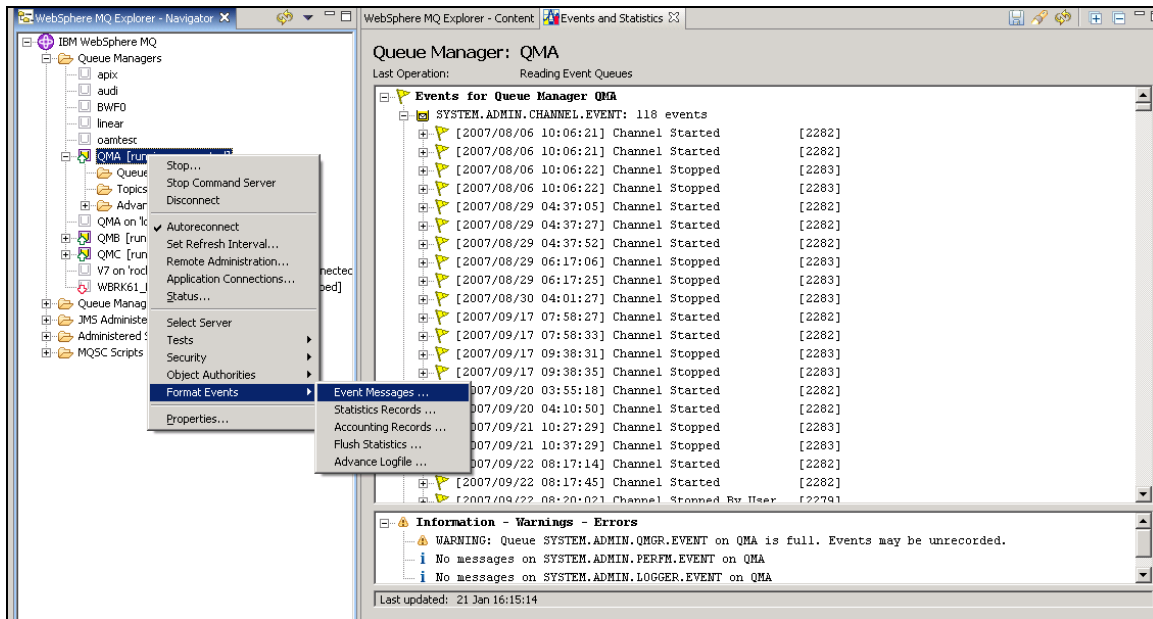 WebSphere MQ Explorer - Navigator
IBM WebSphere MQ
Queue Managers
apix
audi
BWF0
linear
oamtest
QMA
Queue
Topics
Advan
QMA on 'lo
QMB [run
QMC [run
V7 on 'roc
nnected
WBRK61_
ped]
Queue Manag
JMS Administe
Administered S
MQSC Scripts
Stop...
Stop Command Server
Disconnect
Autoreconnect
Set Refresh Interval...
Remote Administration...
Application Connections...
Status...
Select Server
Tests
Security
Object Authorities
Format Events
Properties...
Event Messages ...
Statistics Records ...
Accounting Records ...
Flush Statistics ...
Advance Logfile ...
WebSphere MQ Explorer - Content
Events and Statistics
Queue Manager: QMA
Last Operation: Reading Event Queues
Events for Queue Manager QMA
SYSTEM.ADMIN.CHANNEL.EVENT: 118 events
[2007/08/06 10:06:21] Channel Started [2282]
[2007/08/06 10:06:21] Channel Started [2282]
[2007/08/06 10:06:22] Channel Stopped [2283]
[2007/08/06 10:06:22] Channel Stopped [2283]
[2007/08/29 04:37:05] Channel Started [2282]
[2007/08/29 04:37:27] Channel Started [2282]
[2007/08/29 04:37:52] Channel Started [2282]
[2007/08/29 06:17:06] Channel Stopped [2283]
[2007/08/29 06:17:25] Channel Stopped [2283]
[2007/08/30 04:01:27] Channel Stopped [2283]
[2007/09/17 07:58:27] Channel Started [2282]
[2007/09/17 07:58:33] Channel Started [2282]
[2007/09/17 09:38:31] Channel Stopped [2283]
[2007/09/17 09:38:35] Channel Stopped [2283]
007/09/20 03:55:18] Channel Started [2282]
007/09/20 04:10:50] Channel Started [2282]
007/09/21 10:27:29] Channel Stopped [2283]
007/09/21 10:37:29] Channel Stopped [2283]
007/09/22 08:17:14] Channel Started [2282]
[2007/09/22 08:17:45] Channel Started [2282]
[2007/09/22 08:20:02] Channel Stopped By User [2279]
Information - Warnings - Errors
WARNING: Queue SYSTEM.ADMIN.QMGR.EVENT on QMA is full. Events may be unrecorded.
No messages on SYSTEM.ADMIN.PERFM.EVENT on QMA
No messages on SYSTEM.ADMIN.LOGGER.EVENT on QMA
Last updated: 21 Jan 16:15:14